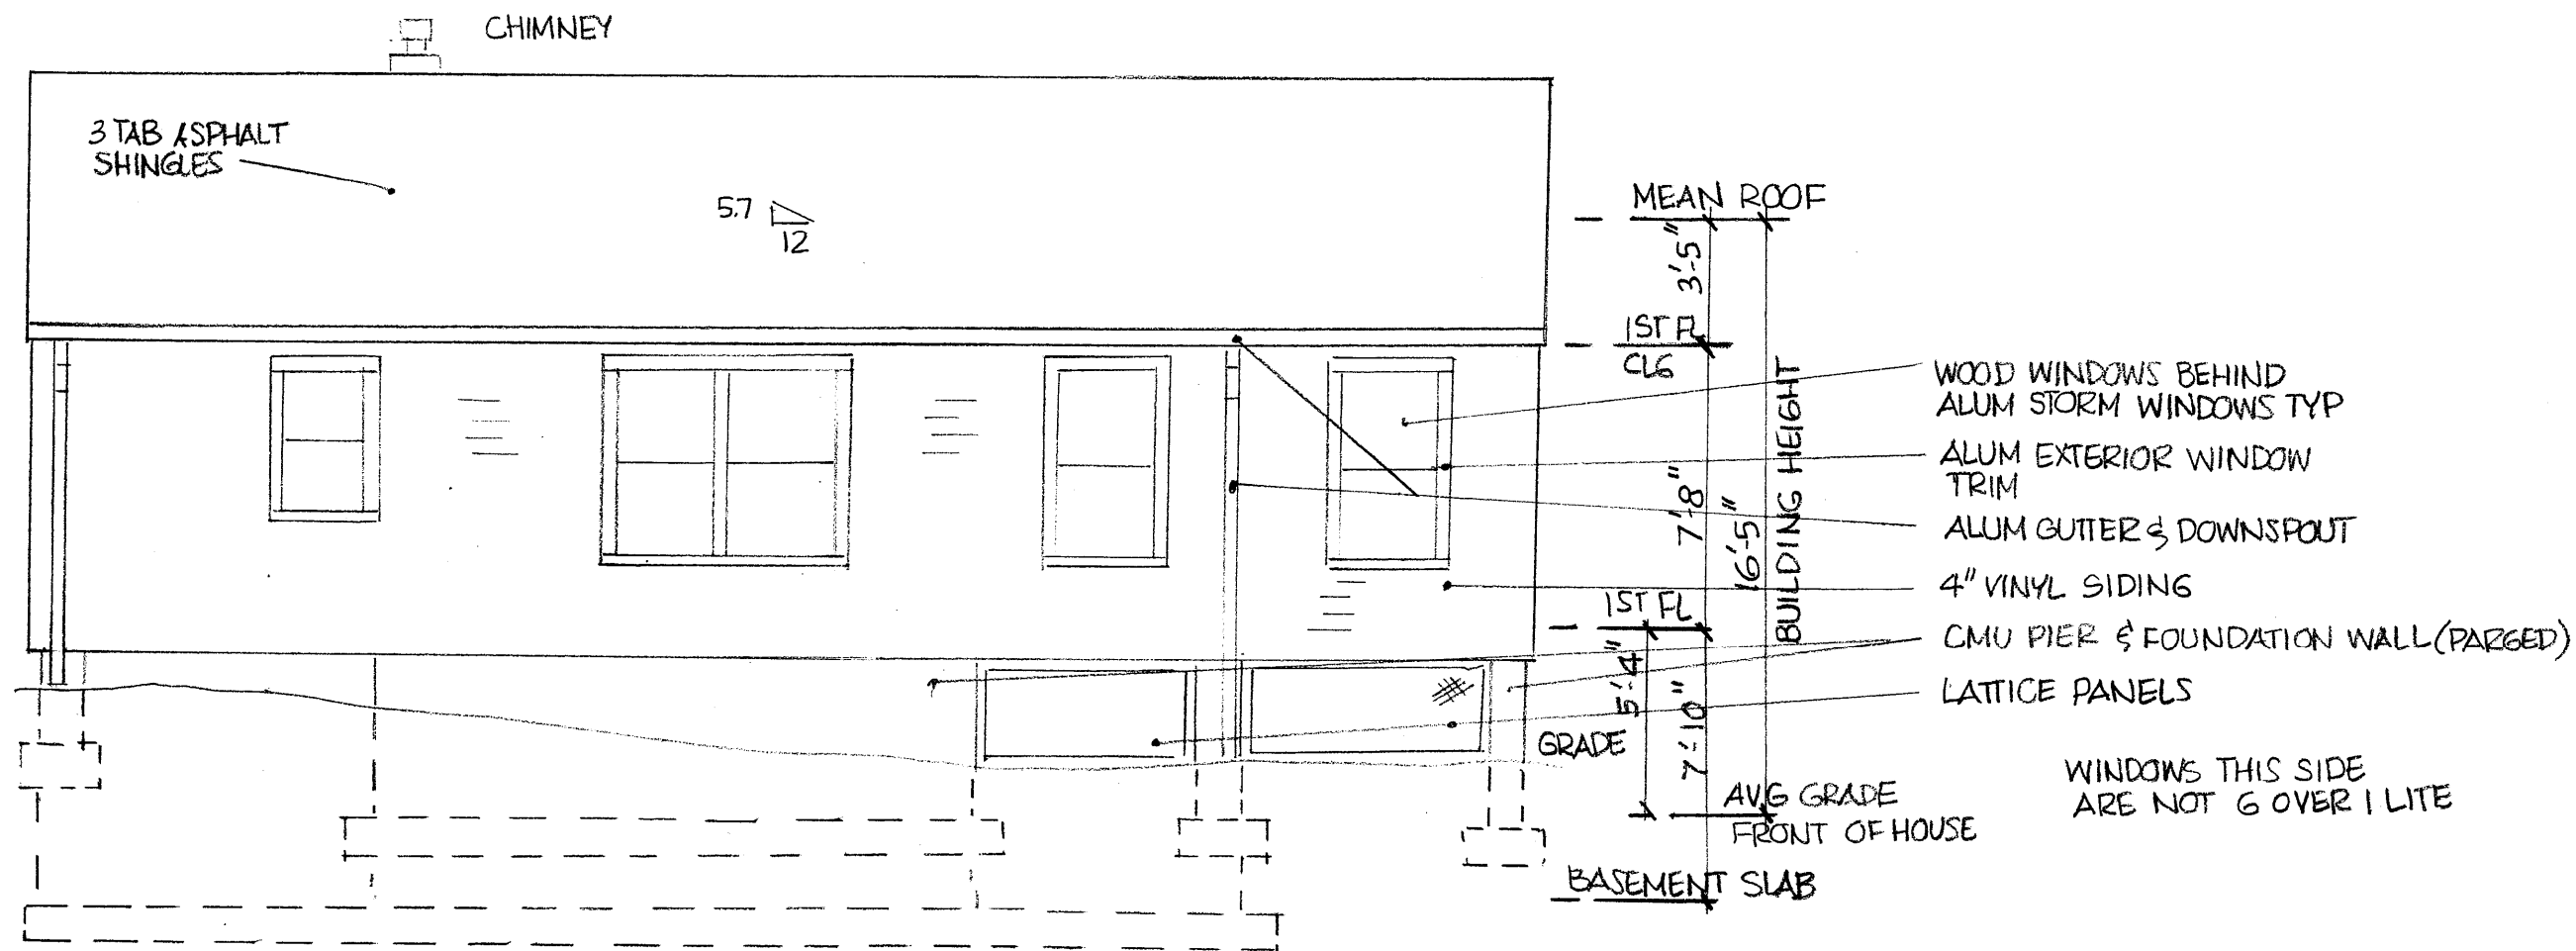 CHIMNEY
3 TAB ASPHALT
SHINGLES
5.7
12
MEAN ROOF
3'-5"
1ST FL
CLG
7'-8"
16'-5"
BUILDING HEIGHT
1ST FL
5'-4"
7'-10"
GRADE
AVG GRADE
FRONT OF HOUSE
BASEMENT SLAB
WOOD WINDOWS BEHIND
ALUM STORM WINDOWS TYP
ALUM EXTERIOR WINDOW
TRIM
ALUM GUTTER & DOWNSPOUT
4" VINYL SIDING
CMU PIER & FOUNDATION WALL (PARGED)
LATTICE PANELS
WINDOWS THIS SIDE
ARE NOT 6 OVER 1 LITE